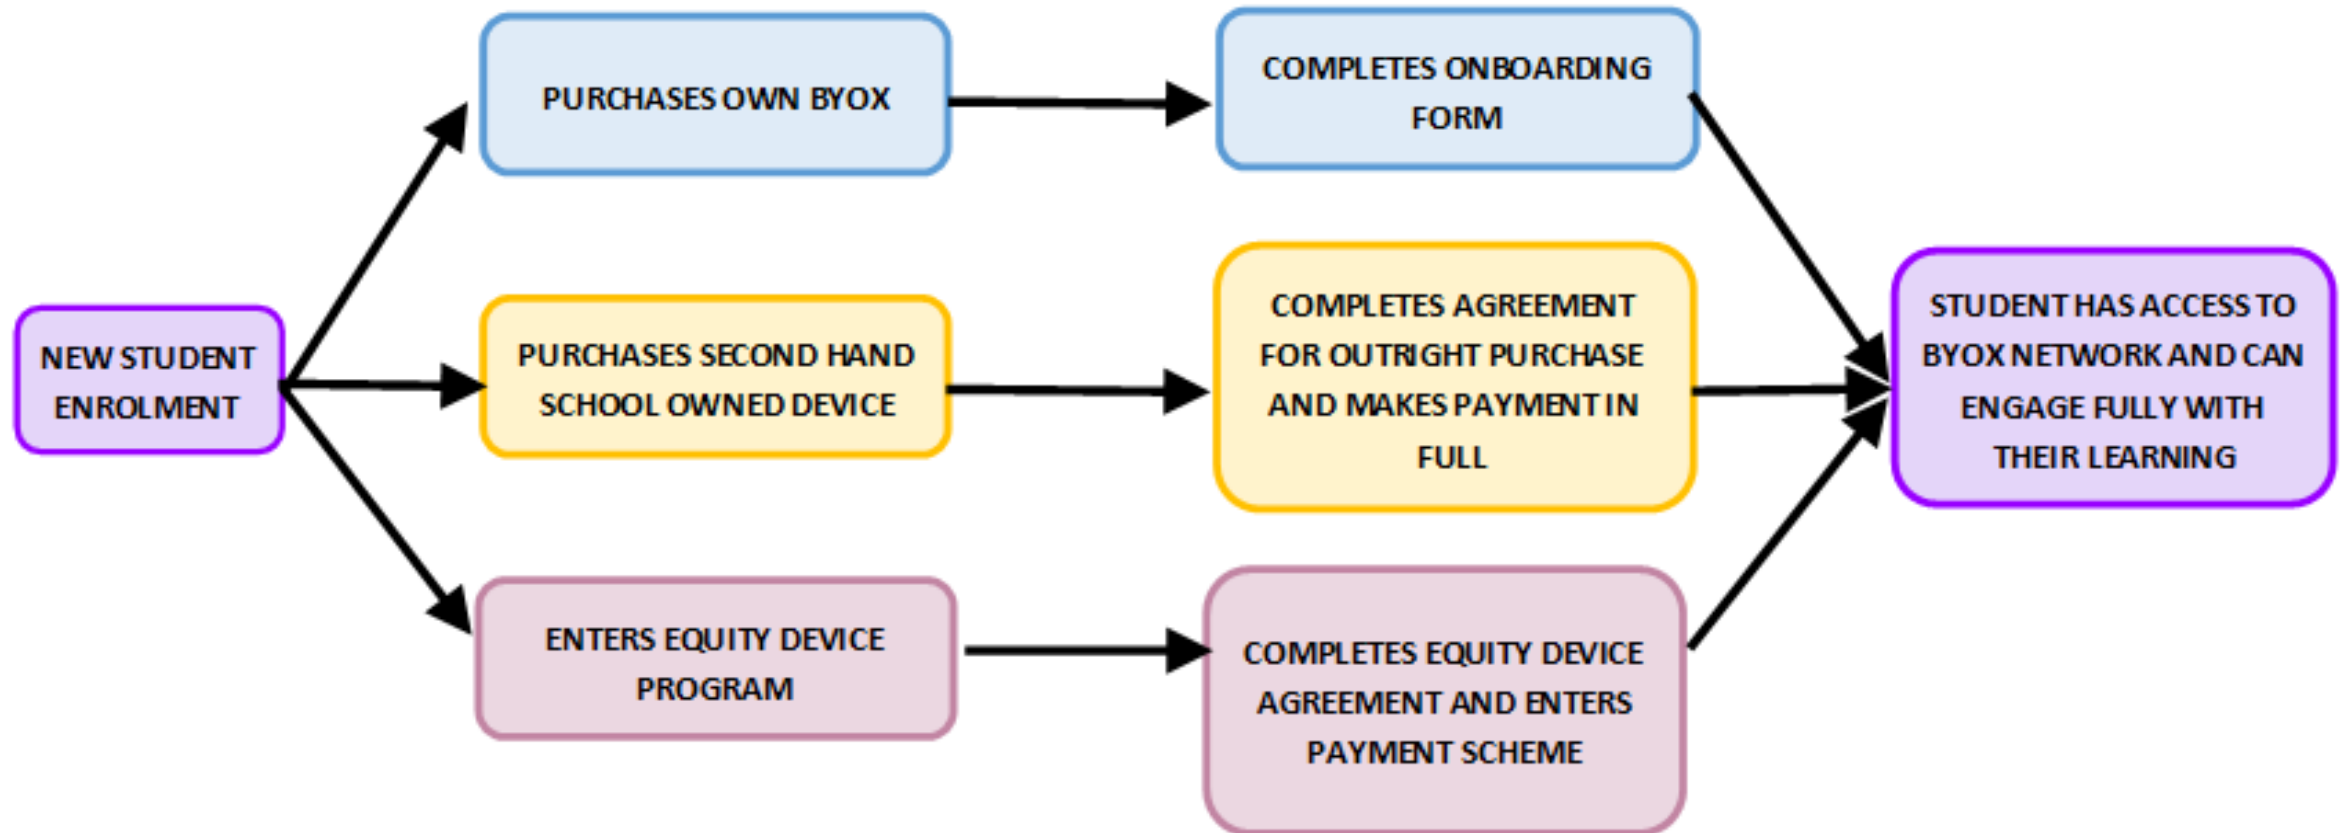 PURCHASES OWN BYOX
COMPLETES ONBOARDING
FORM
NEW STUDENT
ENROLMENT
PURCHASES SECOND HAND
SCHOOL OWNED DEVICE
COMPLETES AGREEMENT
FOR OUTRIGHT PURCHASE
AND MAKES PAYMENT IN
FULL
STUDENT HAS ACCESS TO
BYOX NETWORK AND CAN
ENGAGE FULLY WITH
THEIR LEARNING
ENTERS EQUITY DEVICE
PROGRAM
COMPLETES EQUITY DEVICE
AGREEMENT AND ENTERS
PAYMENT SCHEME